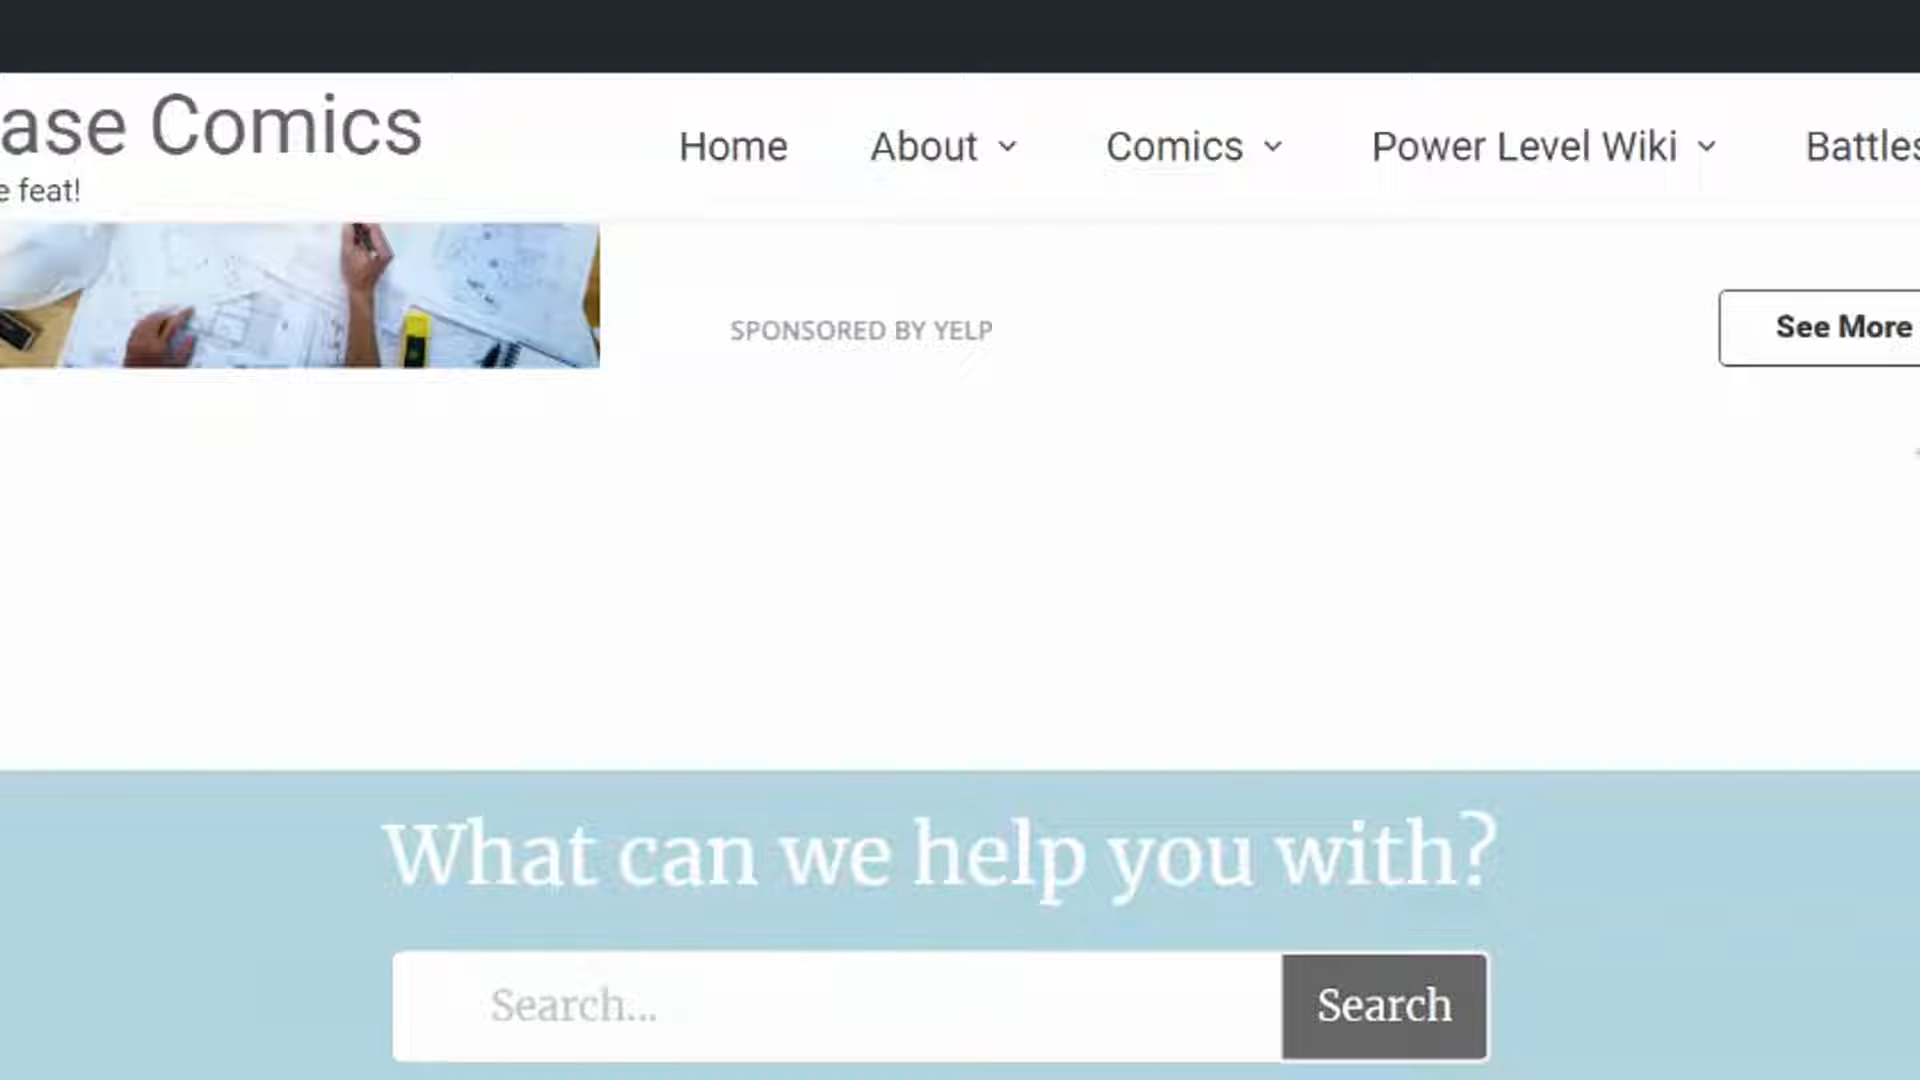 ase Comics
e feat!
Home About Comics Power Level Wiki Battles
SPONSORED BY YELP
See More
What can we help you with?
Search...
Search